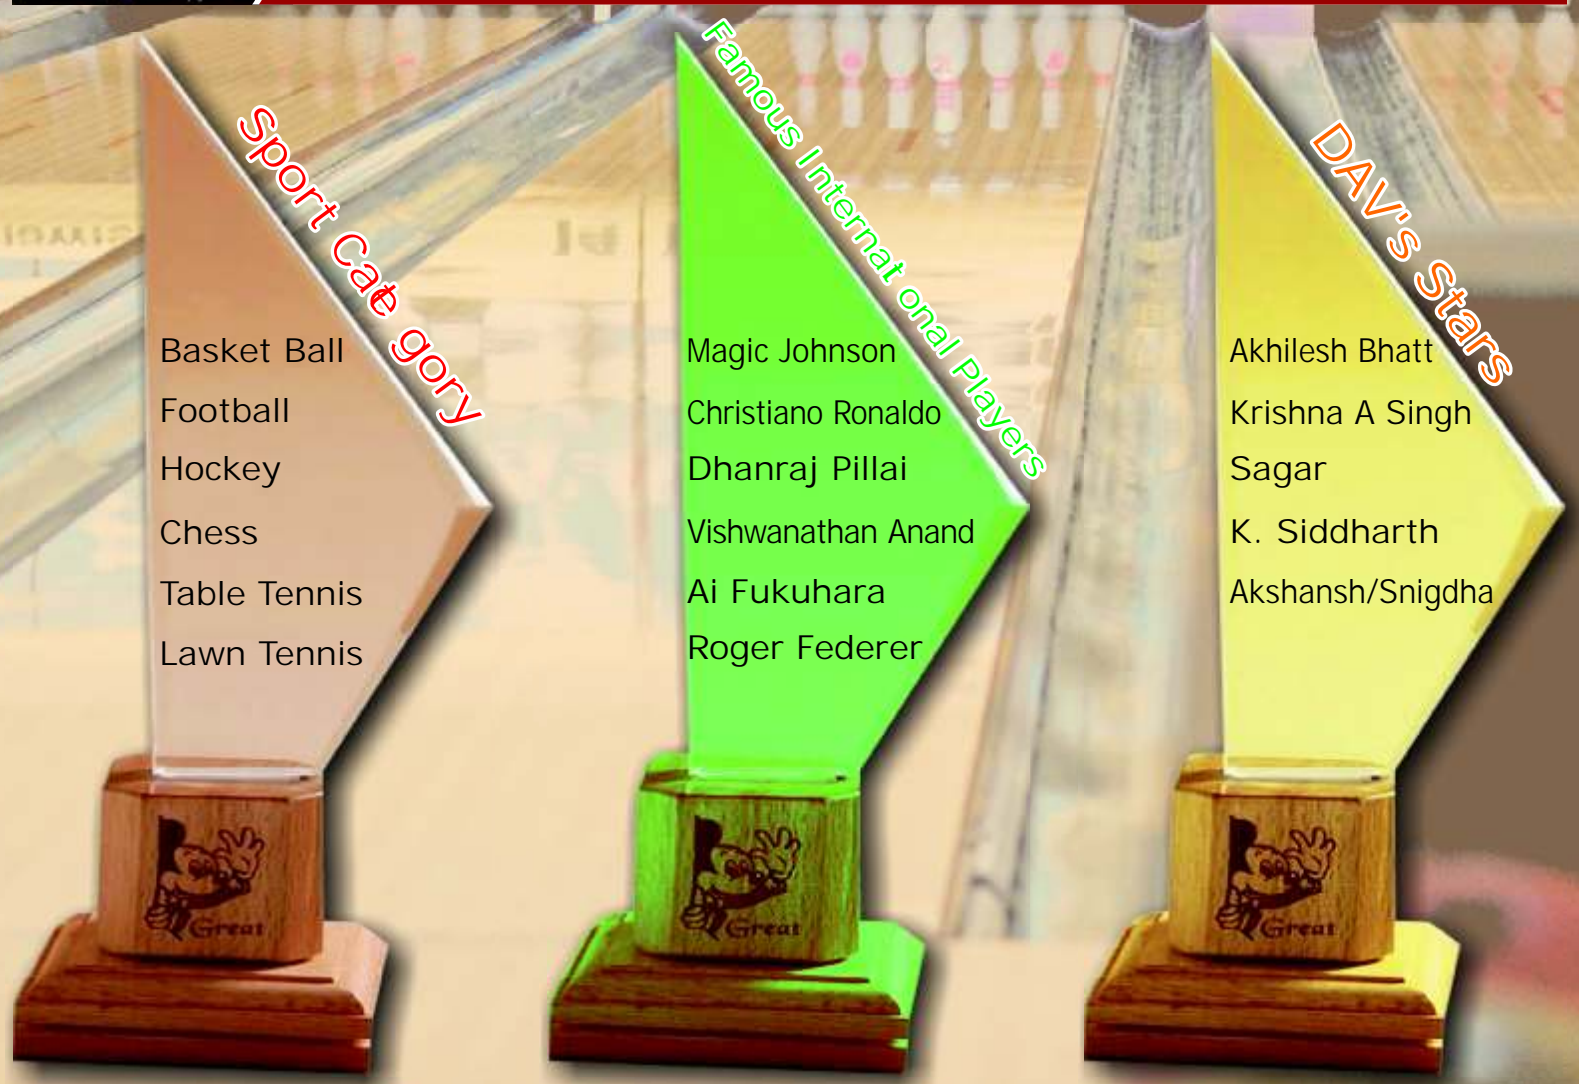 Sport Category
Basket Ball
Football
Hockey
Chess
Table Tennis
Lawn Tennis
Great
Famous Internat onal Players
Magic Johnson
Christiano Ronaldo
Dhanraj Pillai
Vishwanathan Anand
Ai Fukuhara
Roger Federer
Great
DAV's Stars
Akhilesh Bhatt
Krishna A Singh
Sagar
K. Siddharth
Akshansh/Snigdha
Great